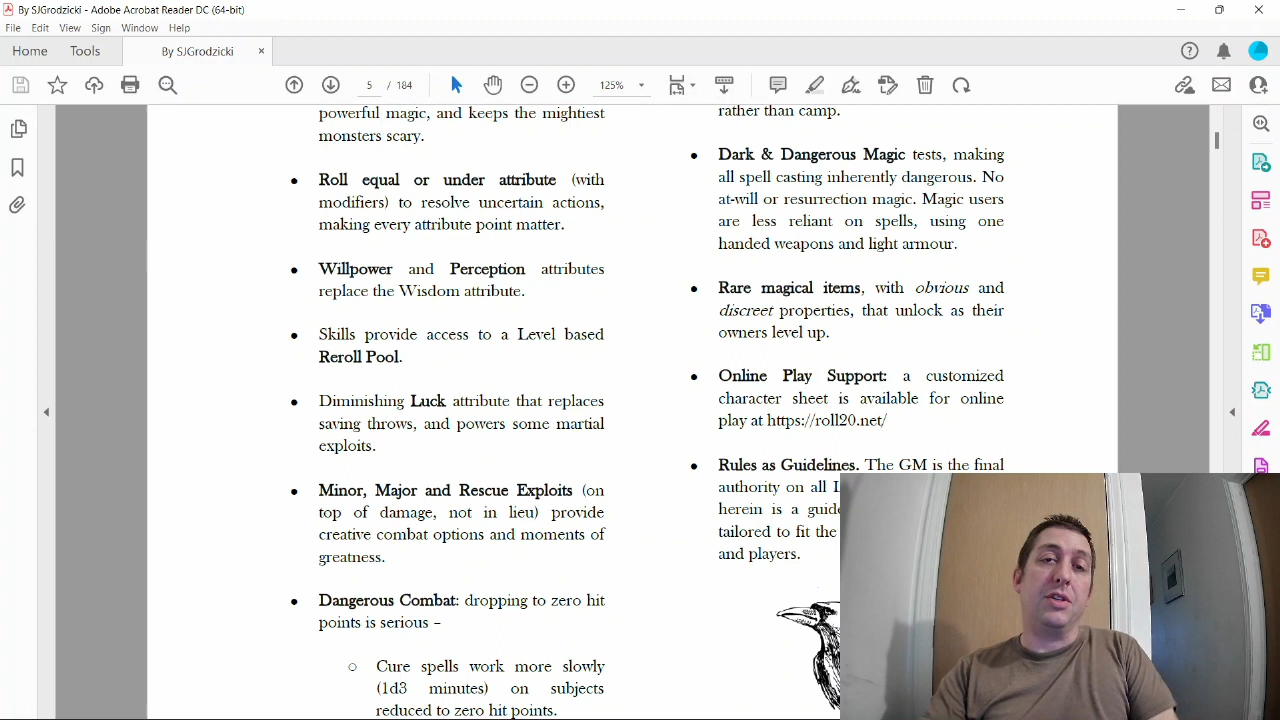 By SJGrodzicki - Adobe Acrobat Reader DC (64-bit)
File Edit View Sign Window Help
Home Tools By SJGrodzicki ×
5 / 184 125%
powerful magic, and keeps the mightiest
monsters scary.
• Roll equal or under attribute (with
modifiers) to resolve uncertain actions,
making every attribute point matter.
• Willpower and Perception attributes
replace the Wisdom attribute.
• Skills provide access to a Level based
Reroll Pool.
• Diminishing Luck attribute that replaces
saving throws, and powers some martial
exploits.
• Minor, Major and Rescue Exploits (on
top of damage, not in lieu) provide
creative combat options and moments of
greatness.
• Dangerous Combat: dropping to zero hit
points is serious –
○ Cure spells work more slowly
(1d3 minutes) on subjects
reduced to zero hit points.
rather than camp.
• Dark & Dangerous Magic tests, making
all spell casting inherently dangerous. No
at-will or resurrection magic. Magic users
are less reliant on spells, using one
handed weapons and light armour.
• Rare magical items, with obvious and
discreet properties, that unlock as their
owners level up.
• Online Play Support: a customized
character sheet is available for online
play at https://roll20.net/
• Rules as Guidelines. The GM is the final
authority on all
herein is a
tailored to fit the
and players.